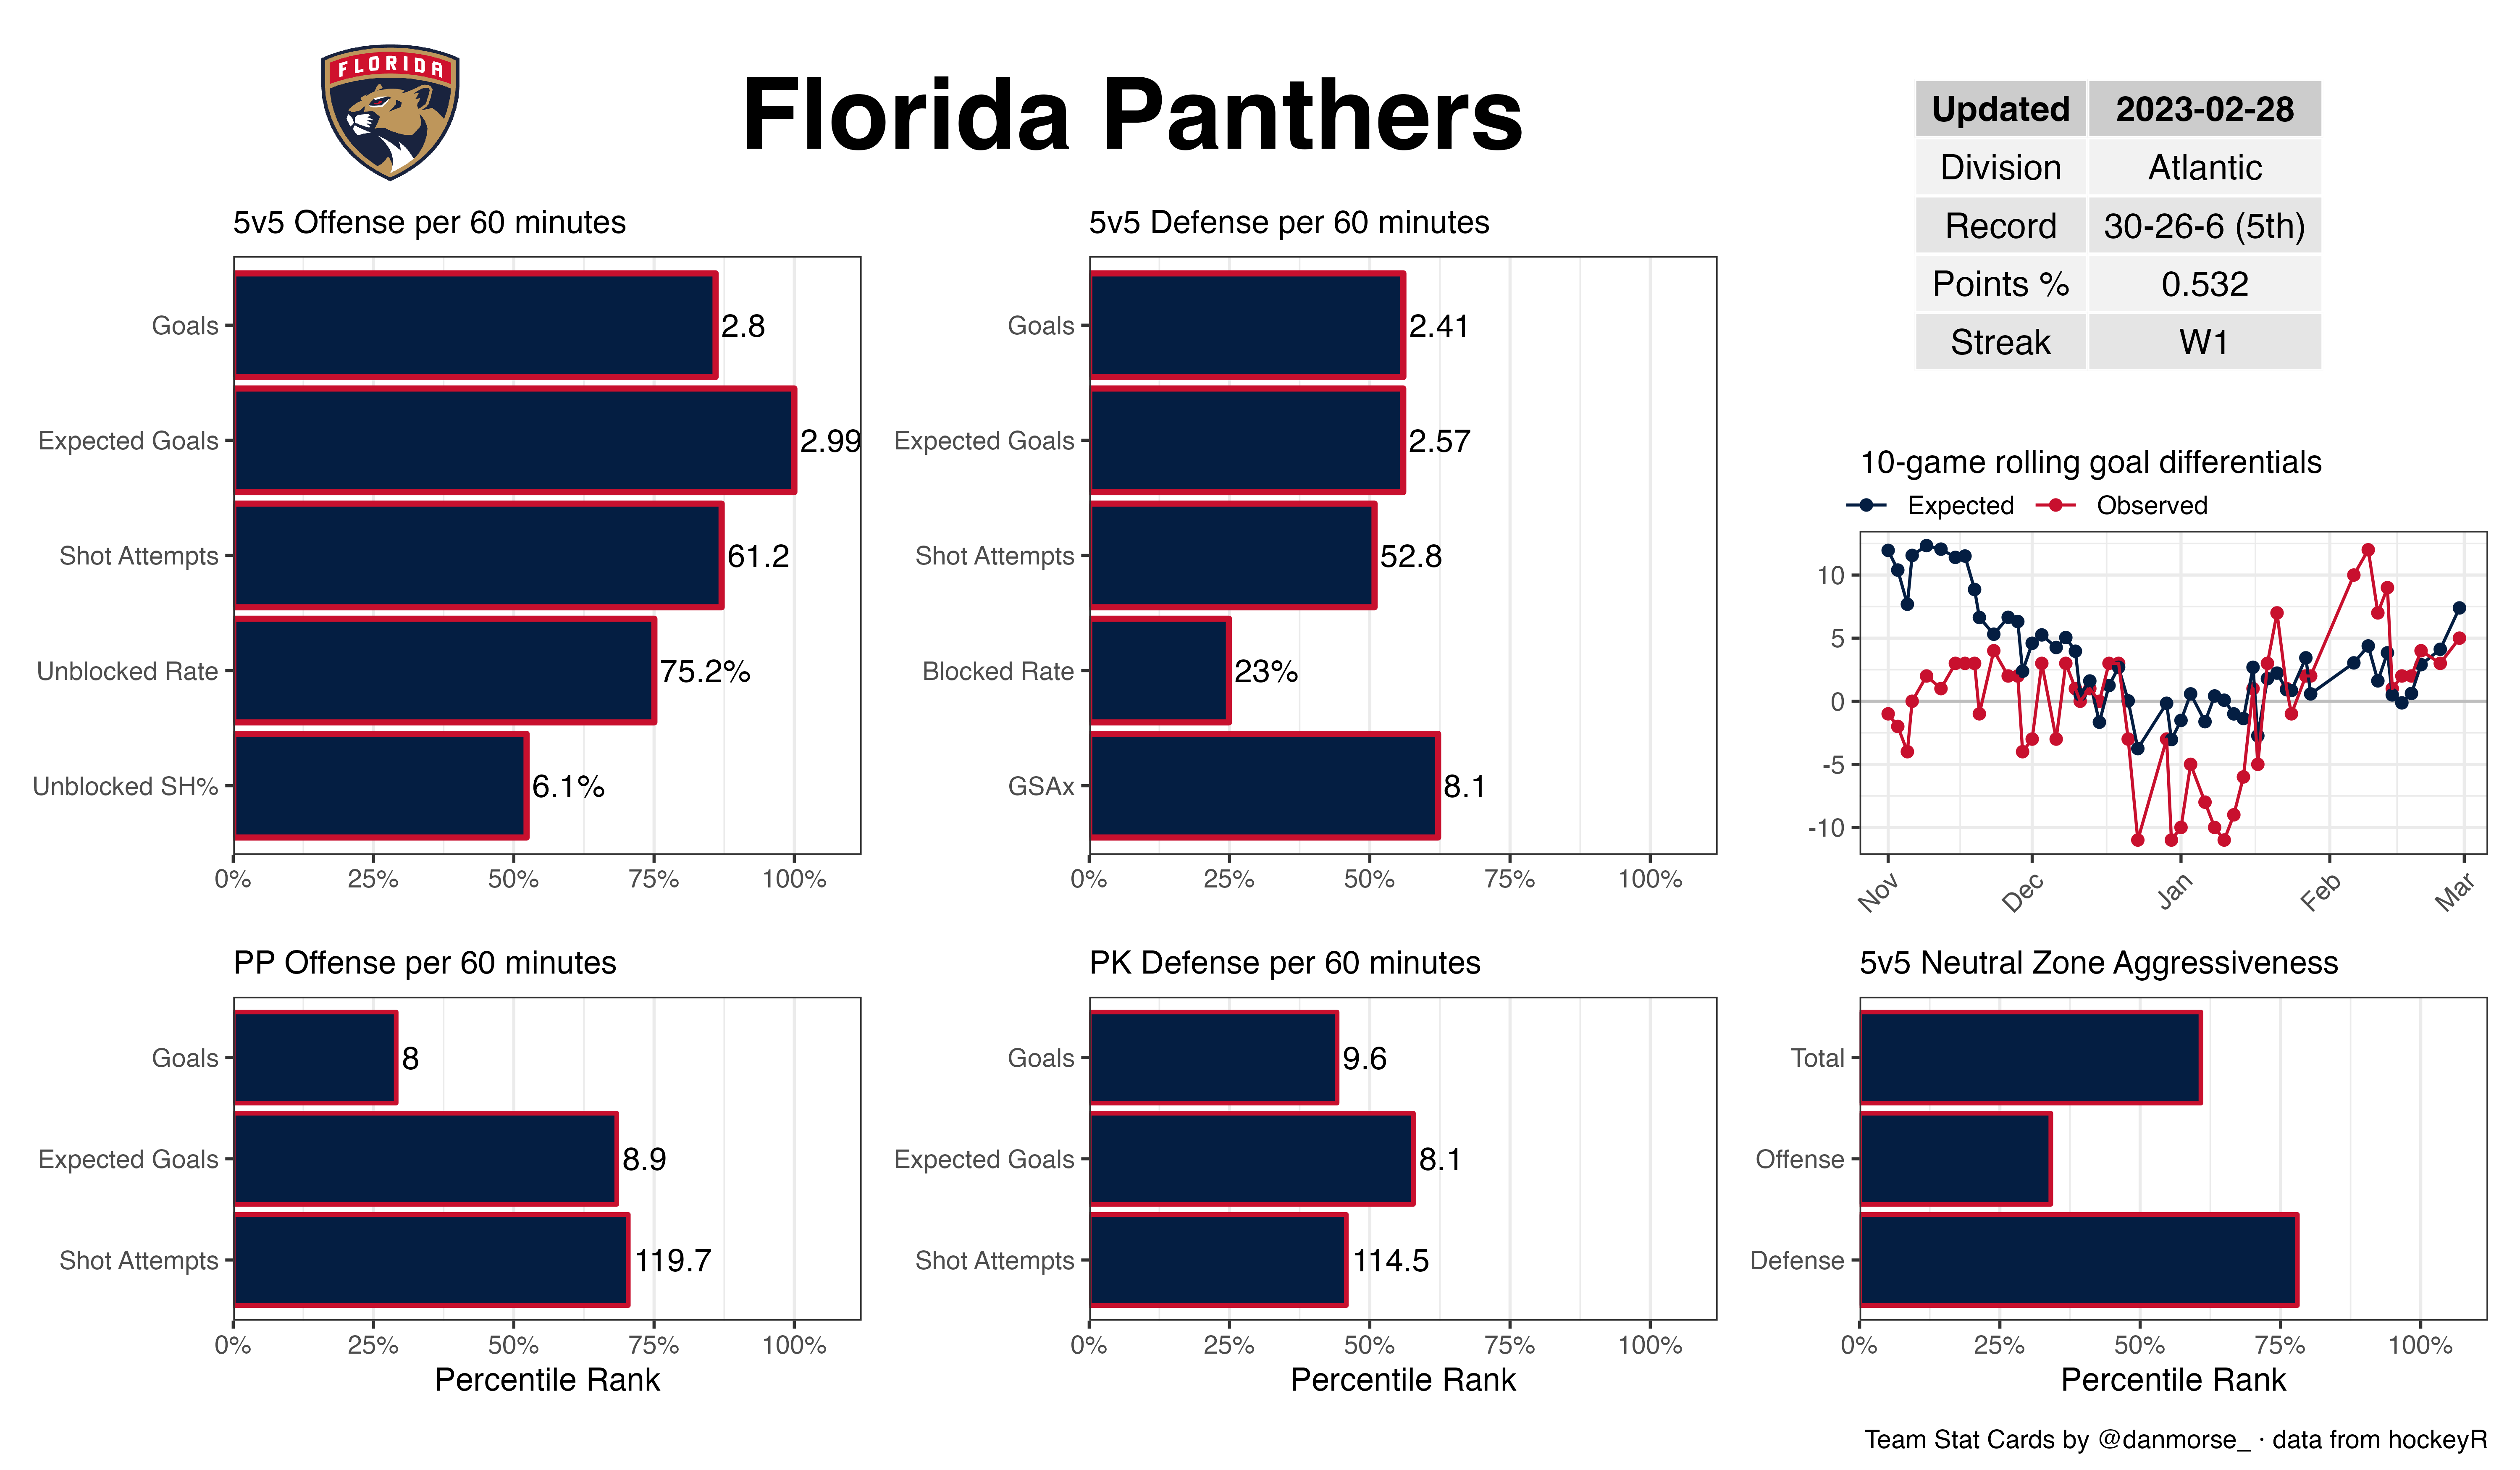 FLORIDA
Florida Panthers
Updated 2023-02-28
Division Atlantic
Record 30-26-6 (5th)
Points % 0.532
Streak W1
5v5 Offense per 60 minutes
Goals 2.8
Expected Goals 2.99
Shot Attempts 61.2
Unblocked Rate 75.2%
Unblocked SH% 6.1%
0% 25% 50% 75% 100%
5v5 Defense per 60 minutes
Goals 2.41
Expected Goals 2.57
Shot Attempts 52.8
Blocked Rate 23%
GSAx 8.1
0% 25% 50% 75% 100%
10-game rolling goal differentials
Expected Observed
10
5
0
-5
-10
Nov Dec Jan Feb Mar
PP Offense per 60 minutes
Goals 8
Expected Goals 8.9
Shot Attempts 119.7
0% 25% 50% 75% 100%
Percentile Rank
PK Defense per 60 minutes
Goals 9.6
Expected Goals 8.1
Shot Attempts 114.5
0% 25% 50% 75% 100%
Percentile Rank
5v5 Neutral Zone Aggressiveness
Total
Offense
Defense
0% 25% 50% 75% 100%
Percentile Rank
Team Stat Cards by @danmorse_ · data from hockeyR